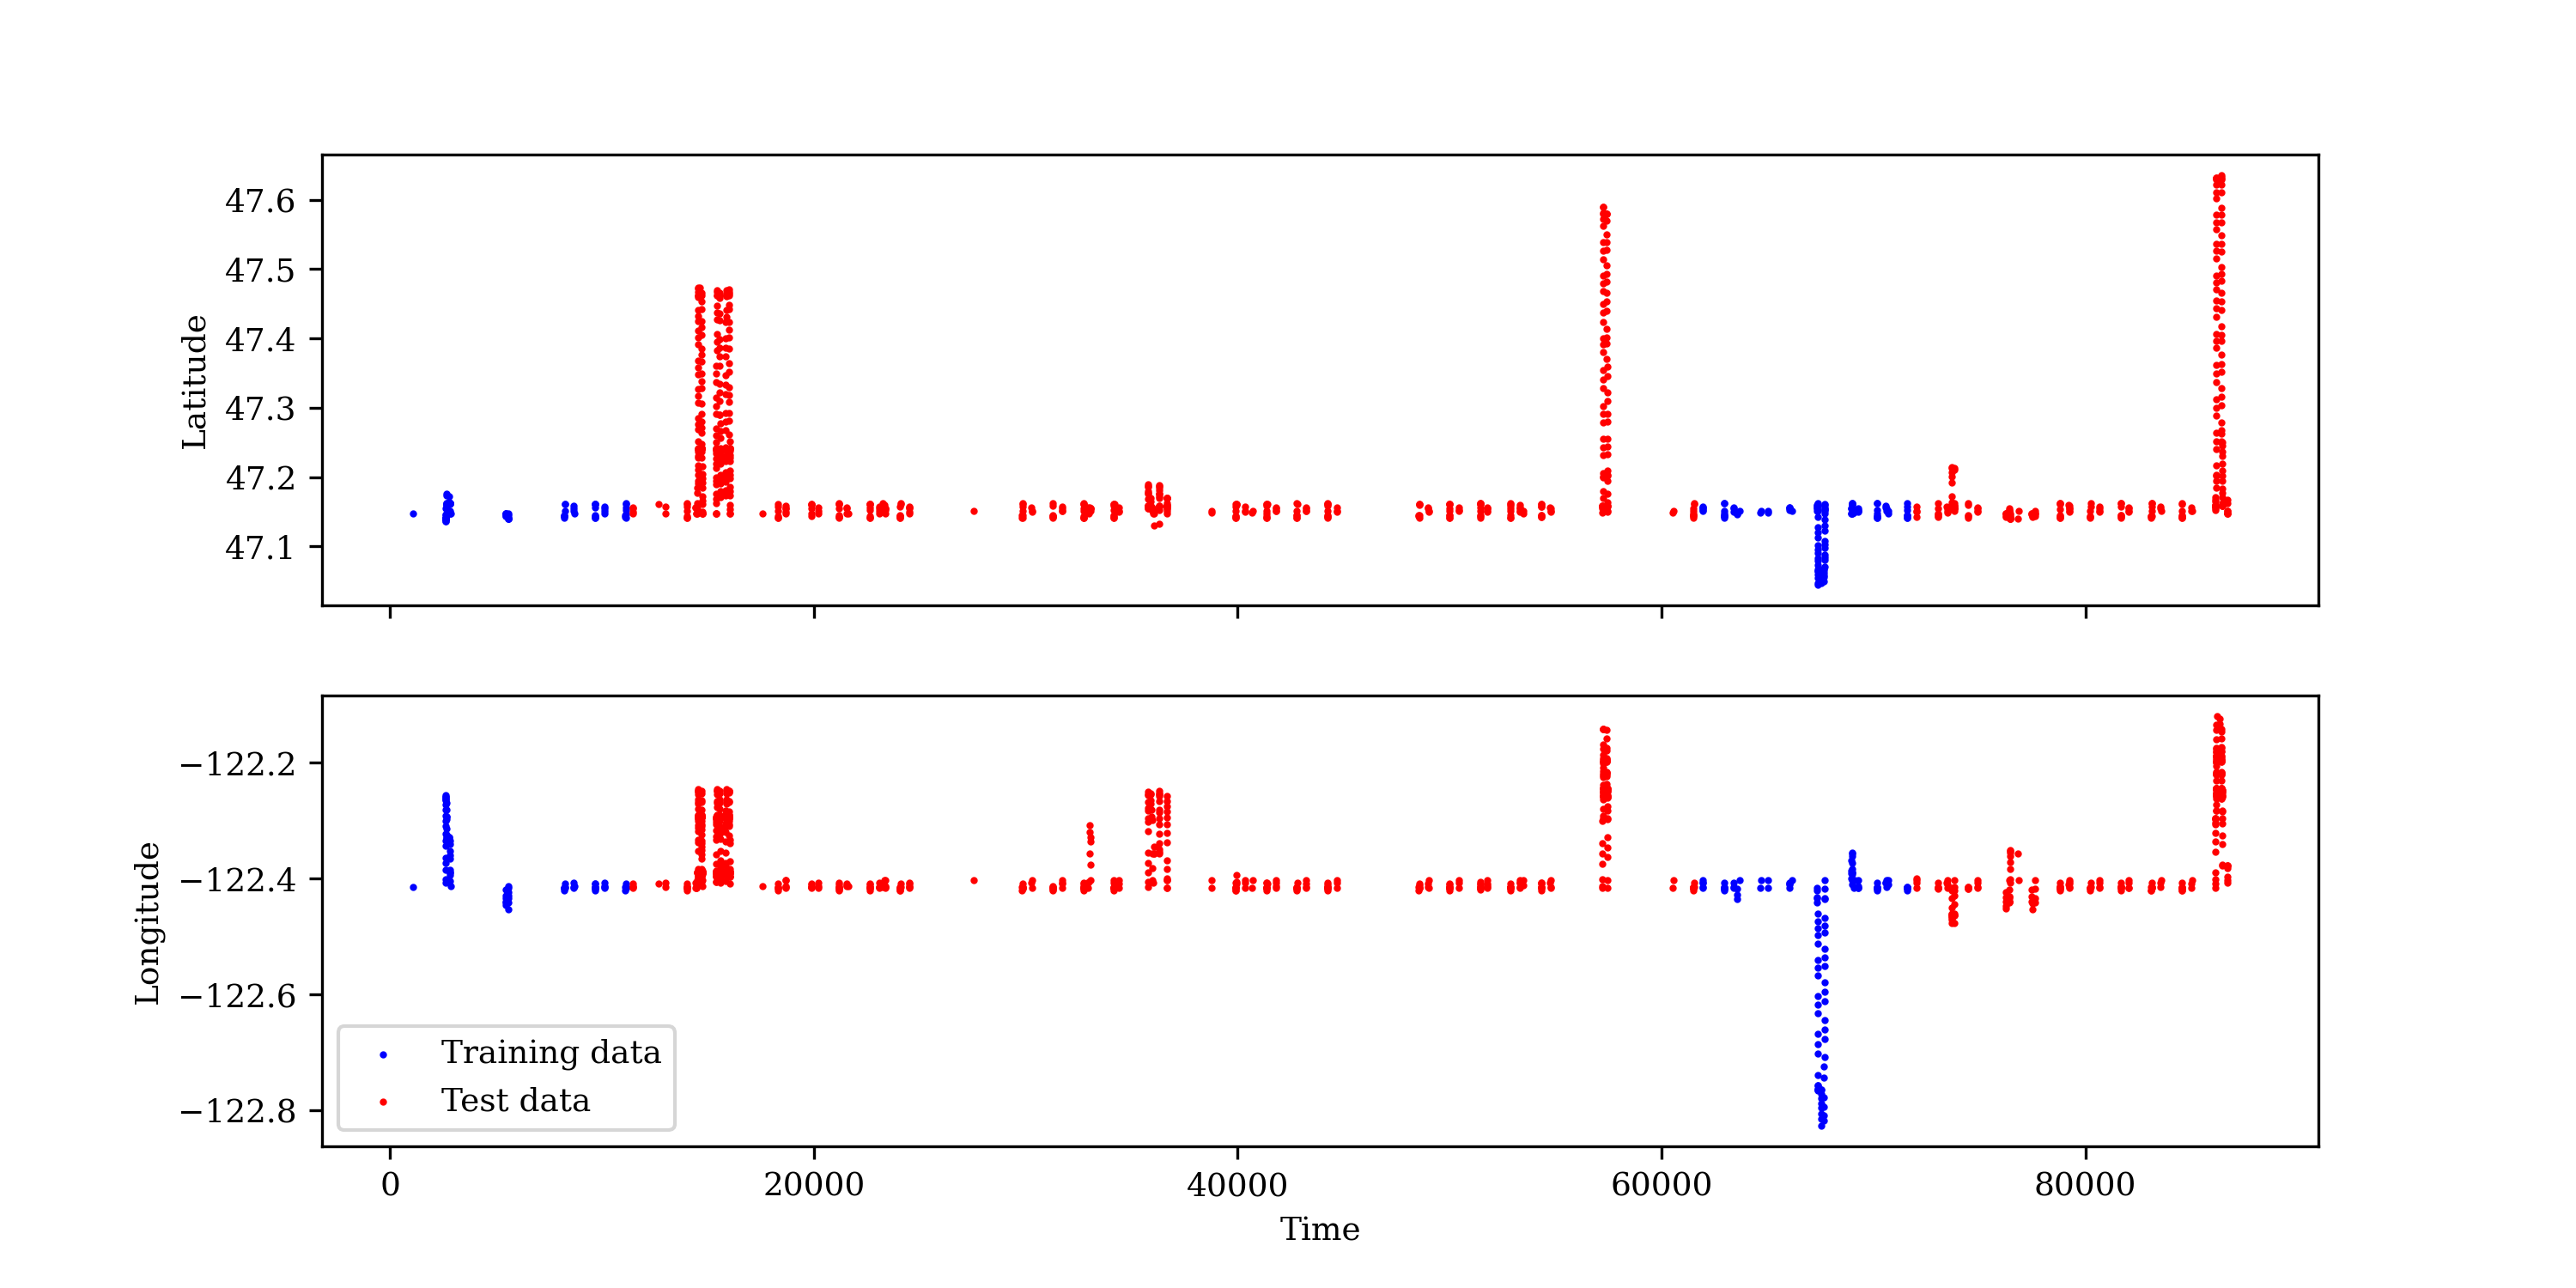 47.6
47.5
47.4
47.3
47.2
47.1
Latitude
−122.2
−122.4
−122.6
−122.8
Longitude
Training data
Test data
0 20000 40000 60000 80000
Time